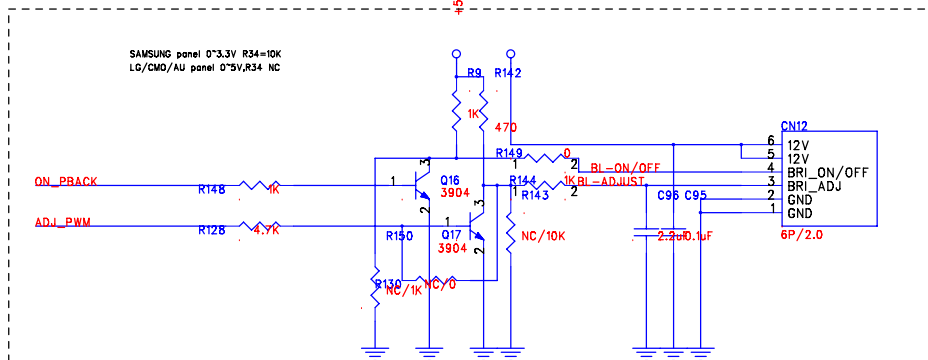 +5
SAMSUNG panel 0~3.3V R34=10K
LG/CMO/AU panel 0~5V,R34 NC
R9 R142
1K
470
CN12
6 12V
5 12V
4 BRI_ON/OFF
3 BRI_ADJ
2 GND
1 GND
6P/2.0
R149 0
1 2 BL-ON/OFF
R144 1K BL-ADJUST
1 2
R143
ON_PBACK
R148 1K
1 3 2
Q16
3904
ADJ_PWM
R128 4.7K
R150
1 3 2
Q17
3904
NC/10K
C96 C95
2.2uF 0.1uF
R130 NC/1K NC/0